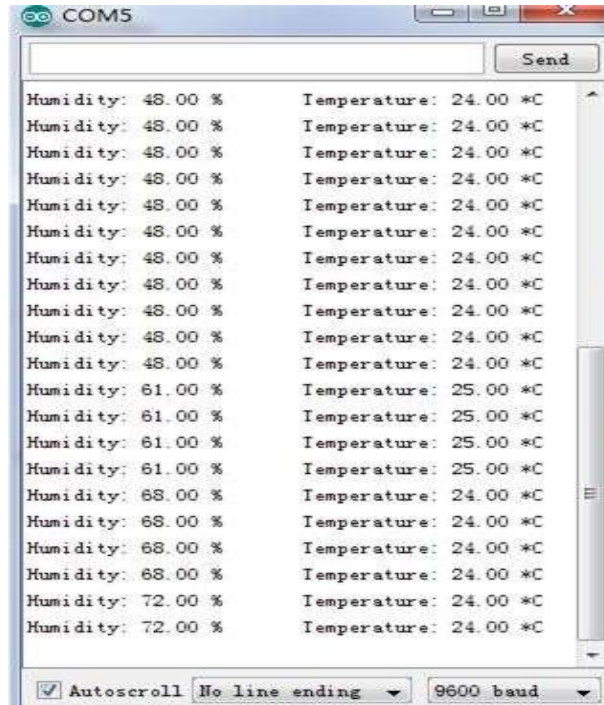 COM5
Send
Humidity: 48.00 % Temperature: 24.00 *C
Humidity: 48.00 % Temperature: 24.00 *C
Humidity: 48.00 % Temperature: 24.00 *C
Humidity: 48.00 % Temperature: 24.00 *C
Humidity: 48.00 % Temperature: 24.00 *C
Humidity: 48.00 % Temperature: 24.00 *C
Humidity: 48.00 % Temperature: 24.00 *C
Humidity: 48.00 % Temperature: 24.00 *C
Humidity: 48.00 % Temperature: 24.00 *C
Humidity: 48.00 % Temperature: 24.00 *C
Humidity: 48.00 % Temperature: 24.00 *C
Humidity: 61.00 % Temperature: 25.00 *C
Humidity: 61.00 % Temperature: 25.00 *C
Humidity: 61.00 % Temperature: 25.00 *C
Humidity: 61.00 % Temperature: 25.00 *C
Humidity: 68.00 % Temperature: 24.00 *C
Humidity: 68.00 % Temperature: 24.00 *C
Humidity: 68.00 % Temperature: 24.00 *C
Humidity: 68.00 % Temperature: 24.00 *C
Humidity: 72.00 % Temperature: 24.00 *C
Humidity: 72.00 % Temperature: 24.00 *C
Autoscroll No line ending 9600 baud